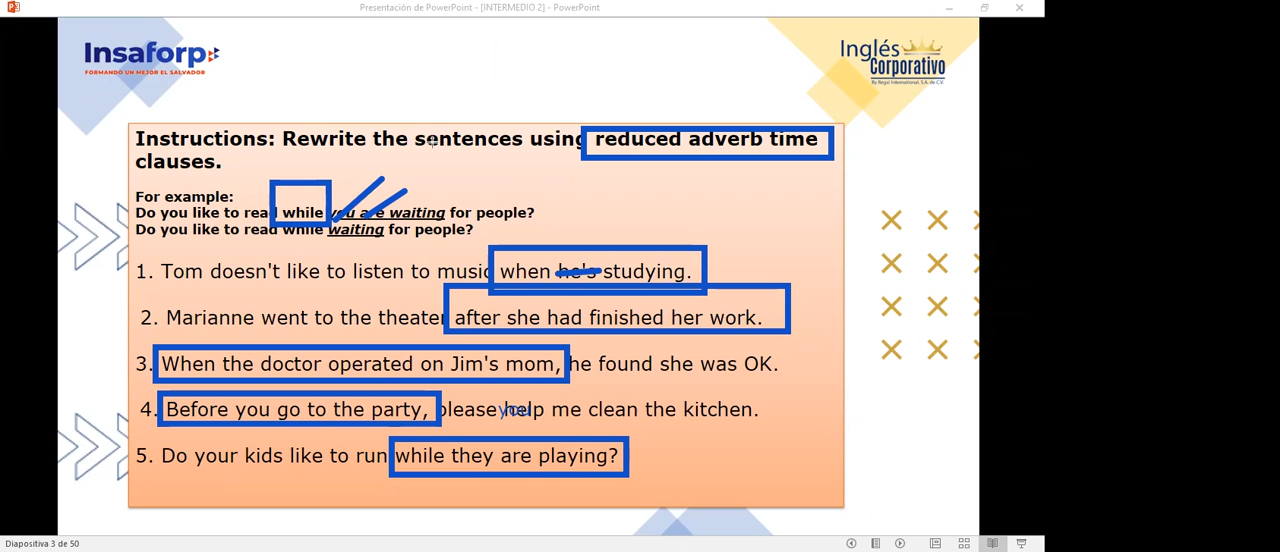 Presentación de PowerPoint - [INTERMEDIO 2] - PowerPoint
Insaforp
FORMANDO UN MEJOR EL SALVADOR
Inglés
Corporativo
By Regal International, S.A. de C.V.
Instructions: Rewrite the sentences using reduced adverb time
clauses.
For example:
Do you like to read while you are waiting for people?
Do you like to read while waiting for people?
1. Tom doesn't like to listen to music when he's studying.
2. Marianne went to the theater after she had finished her work.
3. When the doctor operated on Jim's mom, he found she was OK.
4. Before you go to the party, please you help me clean the kitchen.
5. Do your kids like to run while they are playing?
Diapositiva 3 de 50